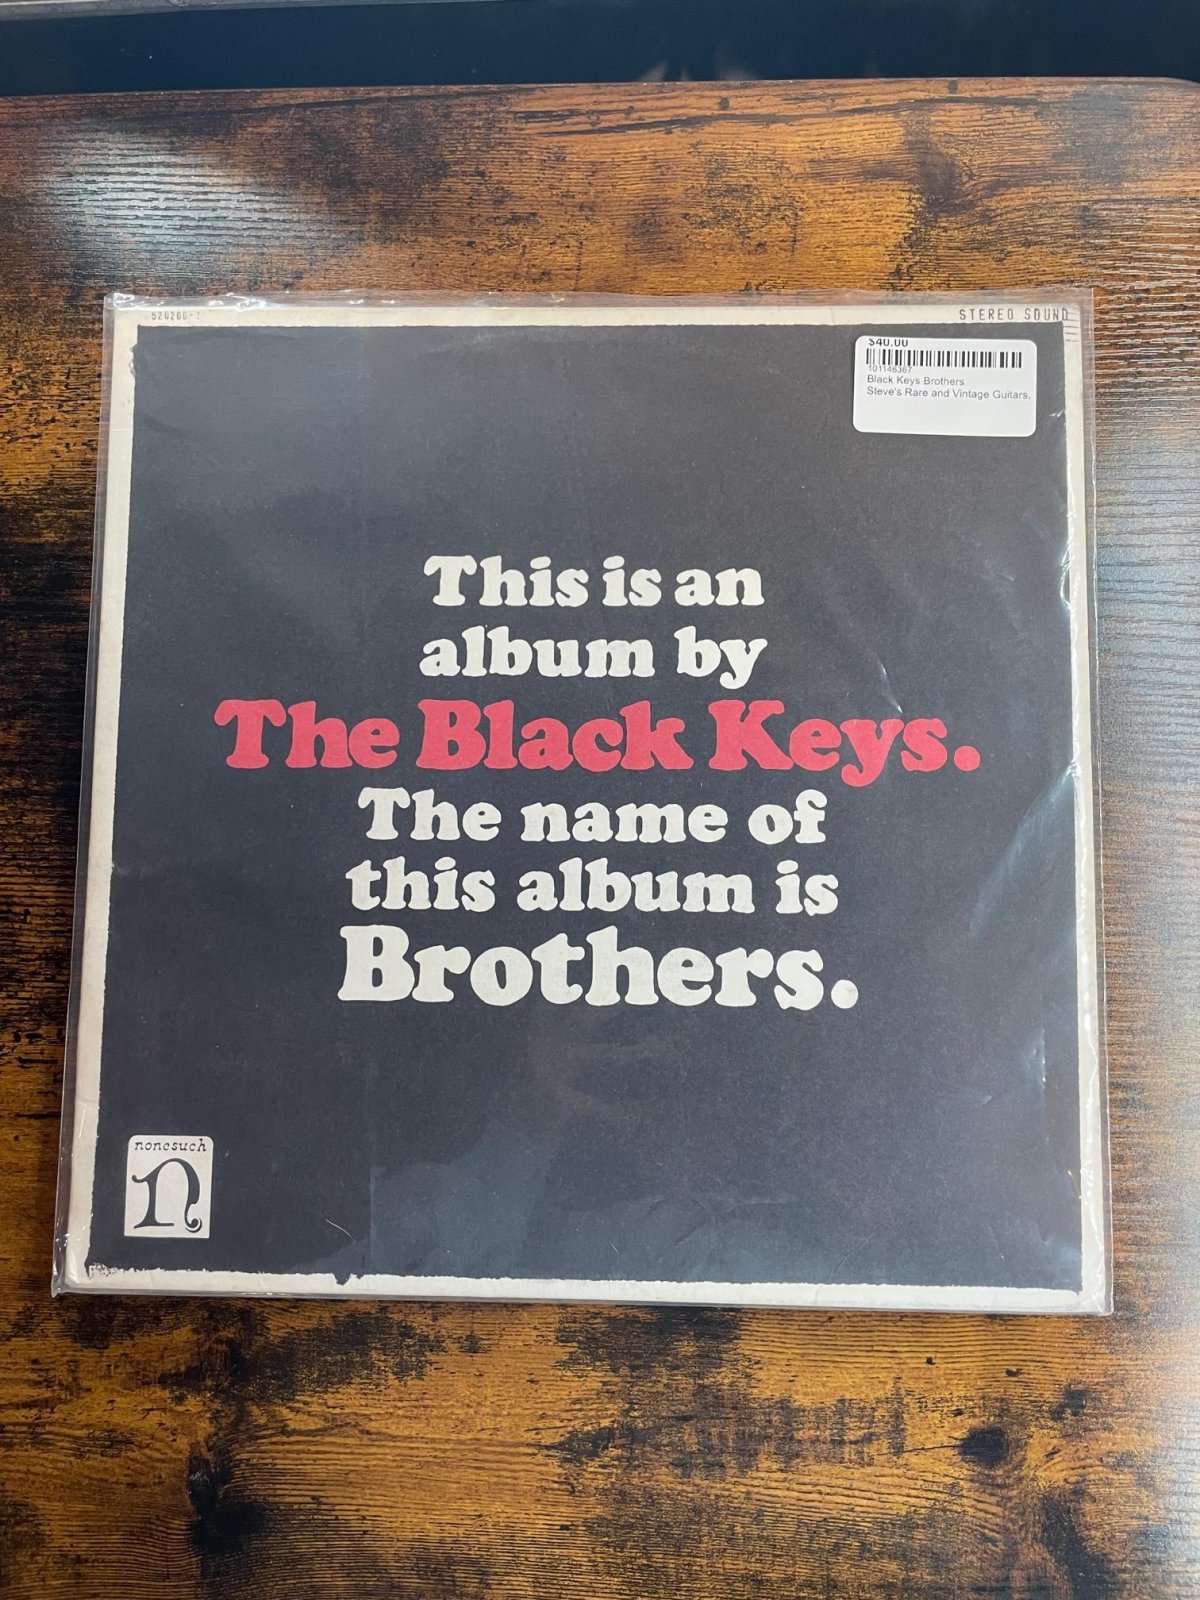 520266-1
STEREO SOUND
$40.00
101146367
Black Keys Brothers
Steve's Rare and Vintage Guitars,
This is an
album by
The Black Keys.
The name of
this album is
Brothers.
nonesuch
n